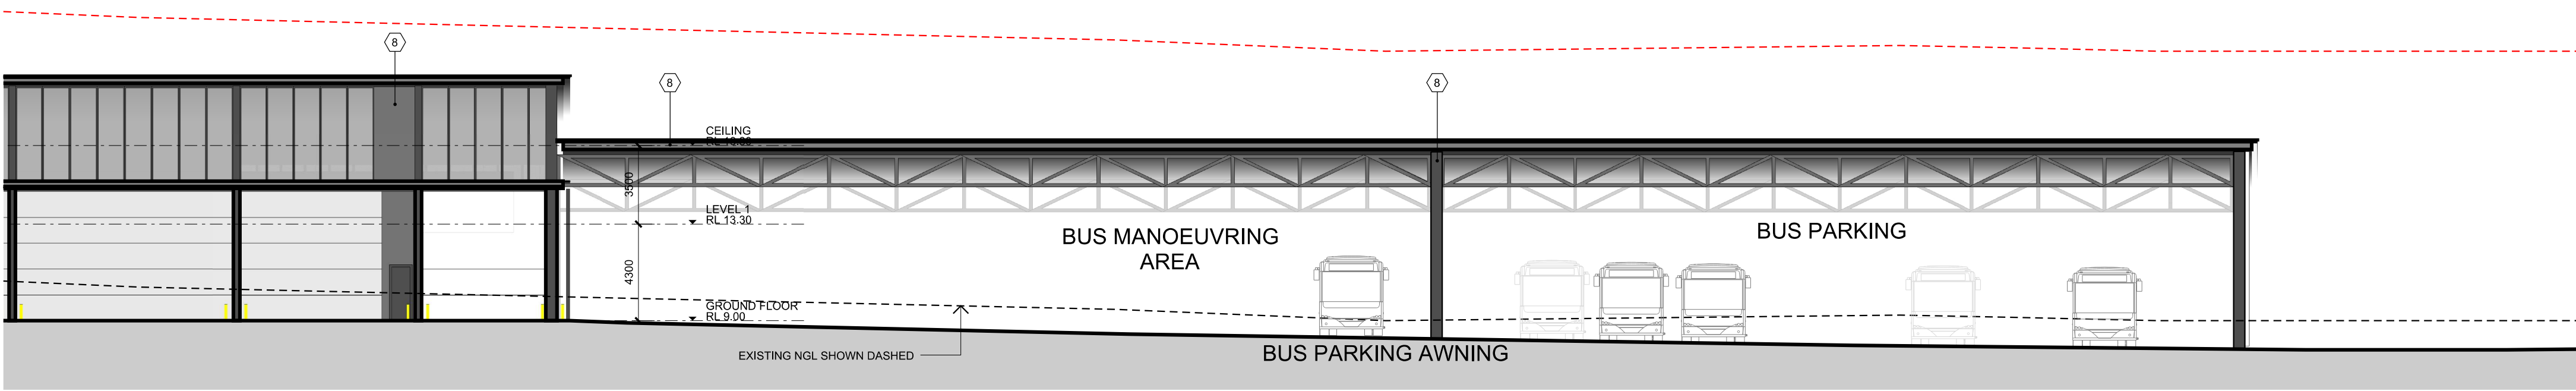 8
8
8
CEILING
RL
3500
LEVEL 1
RL 13.30
4300
GROUND FLOOR
RL 9.00
BUS MANOEUVRING
AREA
BUS PARKING
EXISTING NGL SHOWN DASHED
BUS PARKING AWNING